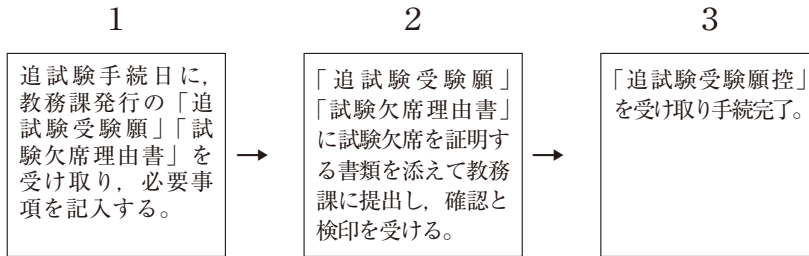 1
追試験手続日に，
教務課発行の「追
試験受験願」「試
験欠席理由書」を
受け取り，必要事
項を記入する。
→
2
「追試験受験願」
「試験欠席理由書」
に試験欠席を証明す
る書類を添えて教務
課に提出し，確認と
検印を受ける。
→
3
「追試験受験願控」
を受け取り手続完了。